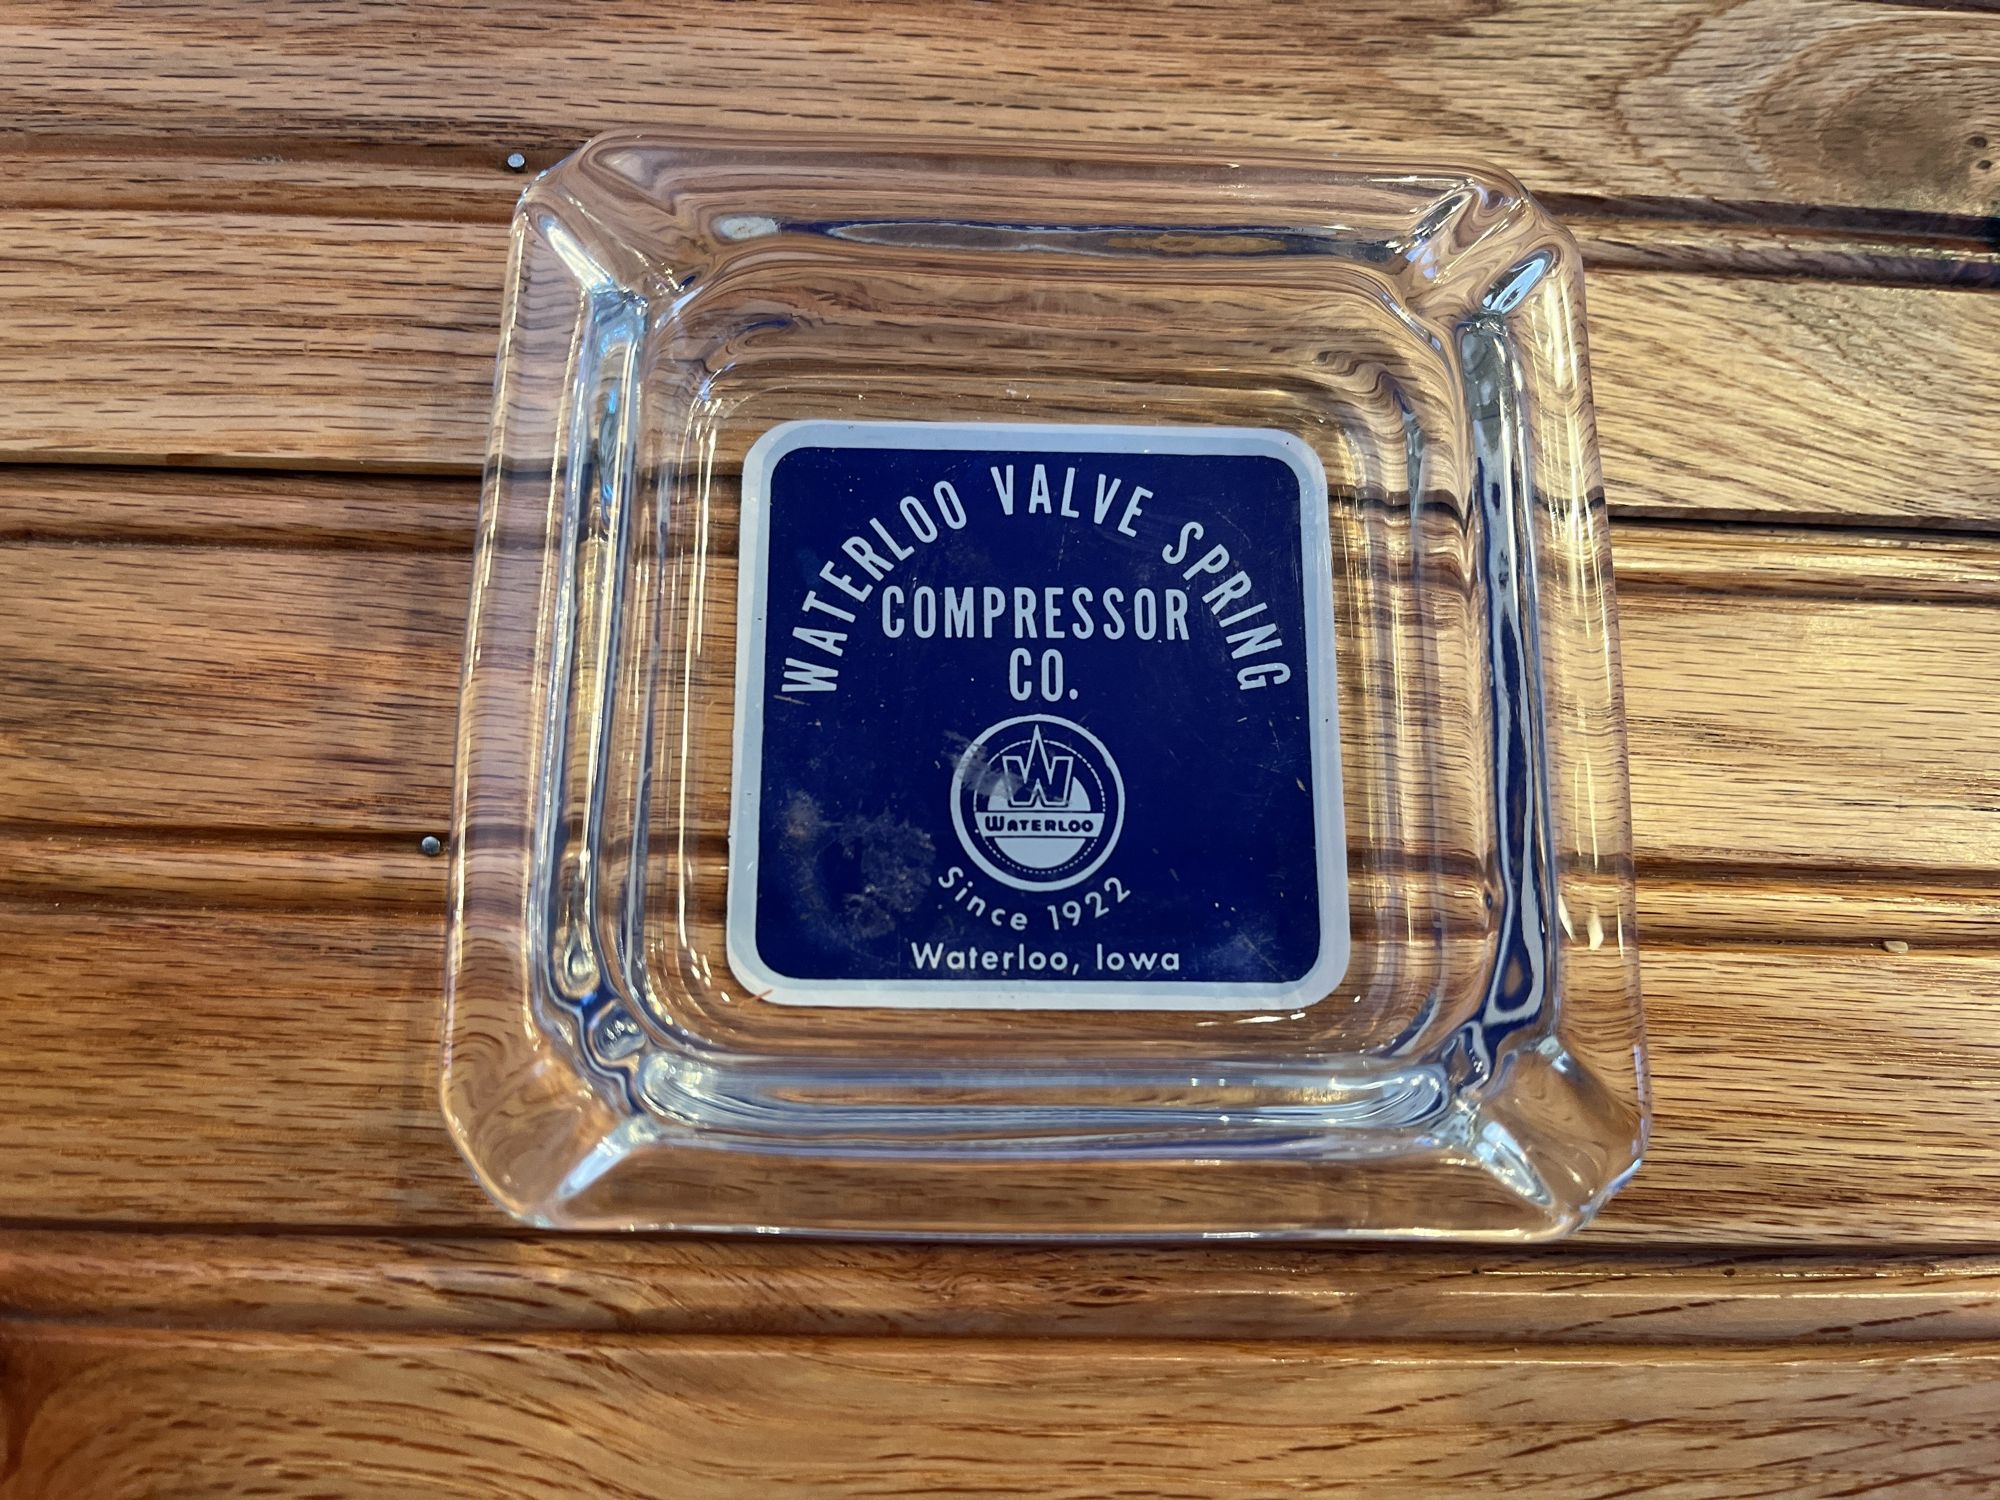 WATERLOO VALVE SPRING
COMPRESSOR
CO.
W
WATERLOO
Since 1922
Waterloo, Iowa